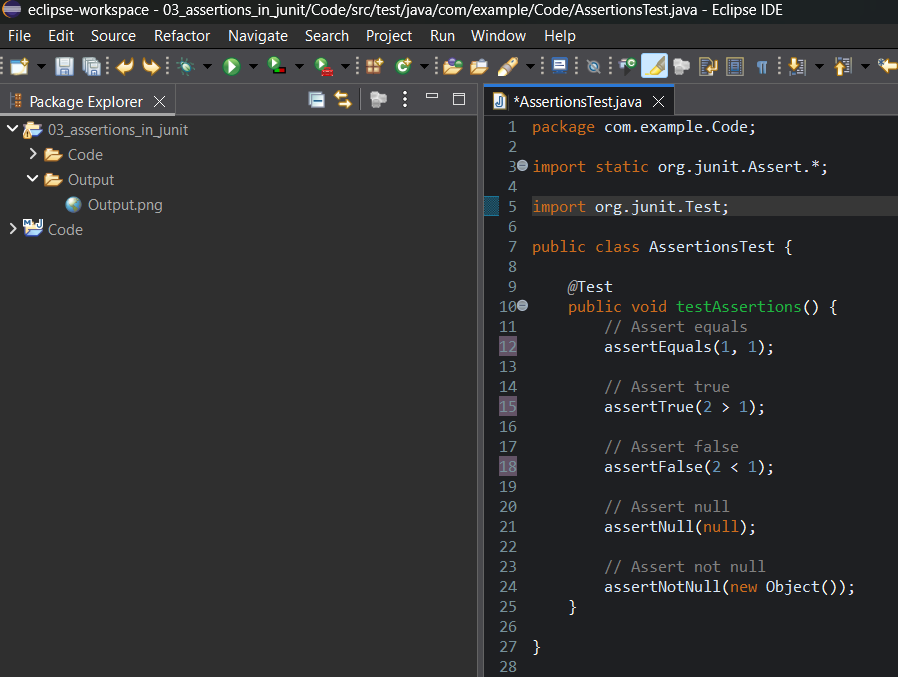 eclipse-workspace - 03_assertions_in_junit/Code/src/test/java/com/example/Code/AssertionsTest.java - Eclipse IDE
File Edit Source Refactor Navigate Search Project Run Window Help
Package Explorer
03_assertions_in_junit
Code
Output
Output.png
Code
*AssertionsTest.java
1 package com.example.Code;
2
3 import static org.junit.Assert.*;
4
5 import org.junit.Test;
6
7 public class AssertionsTest {
8
9     @Test
10     public void testAssertions() {
11         // Assert equals
12         assertEquals(1, 1);
13
14         // Assert true
15         assertTrue(2 > 1);
16
17         // Assert false
18         assertFalse(2 < 1);
19
20         // Assert null
21         assertNull(null);
22
23         // Assert not null
24         assertNotNull(new Object());
25     }
26
27 }
28